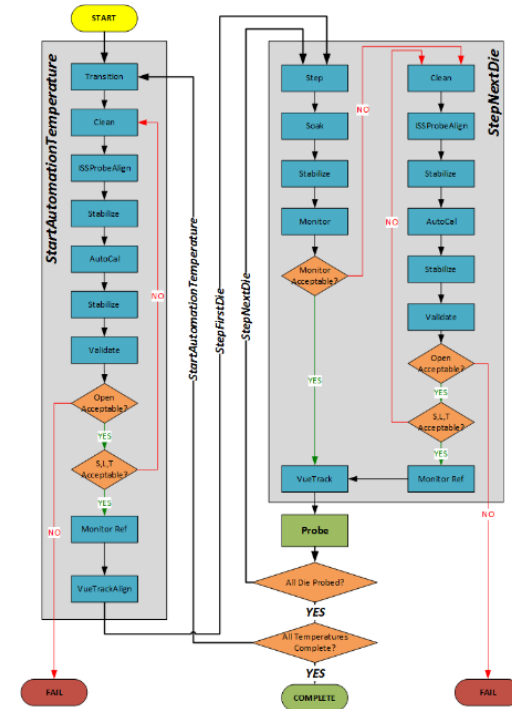 START
StartAutomationTemperature
Transition
Clean
ISSProbeAlign
Stabilize
AutoCal
Stabilize
Validate
Open
Acceptable?
YES
S,L,T
Acceptable?
YES
NO
NO
Monitor Ref
VueTrackAlign
FAIL
StartAutomationTemperature
StepFirstDie
StepNextDie
StepNextDie
Step
Soak
Stabilize
Monitor
Monitor
Acceptable?
NO
YES
NO
Clean
ISSProbeAlign
Stabilize
AutoCal
Stabilize
Validate
Open
Acceptable?
YES
S,L,T
Acceptable?
YES
Monitor Ref
NO
VueTrack
Probe
All Die Probed?
YES
All Temperatures
Complete?
YES
COMPLETE
FAIL